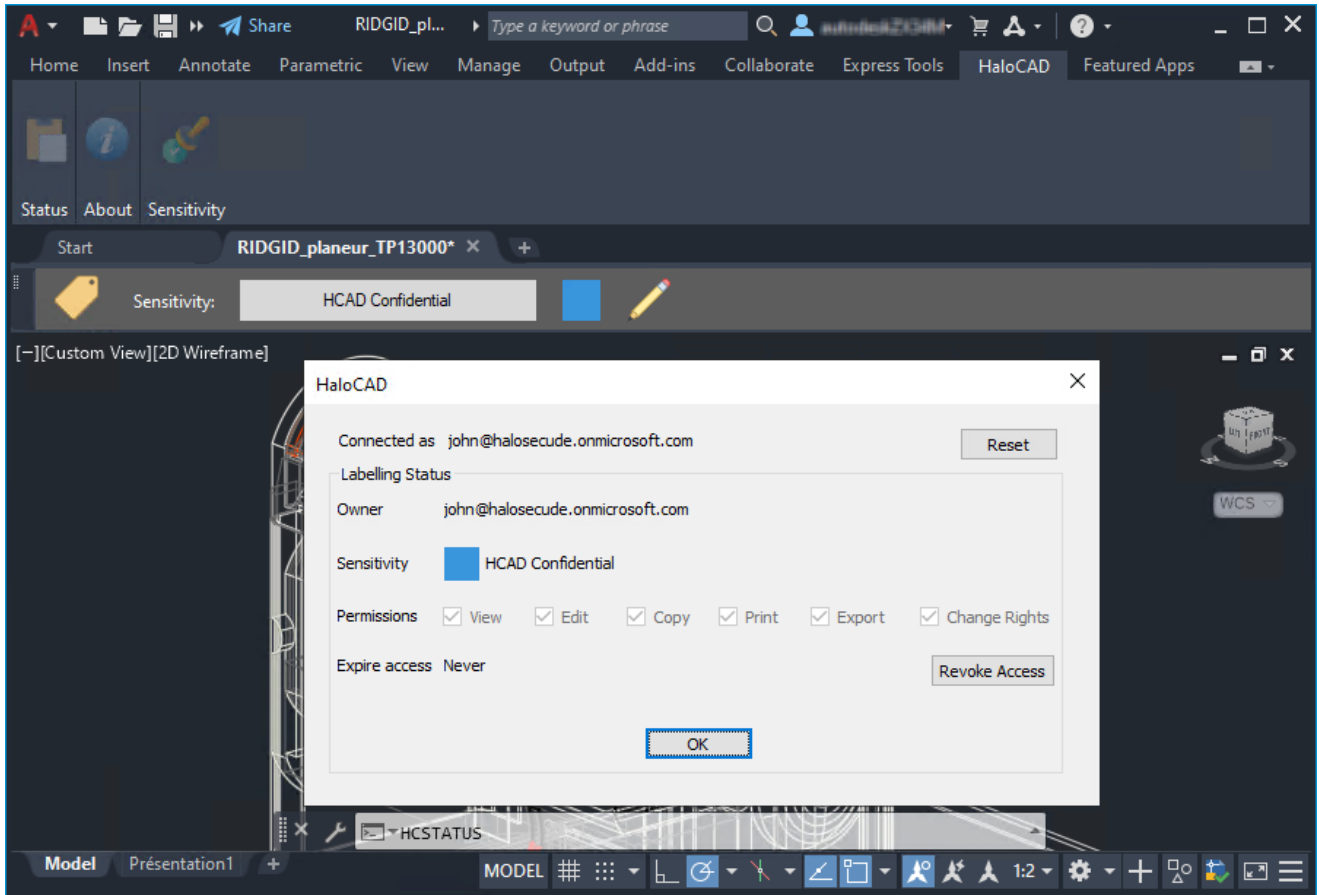 A Share RIDGID_pl... Type a keyword or phrase ?
Home Insert Annotate Parametric View Manage Output Add-ins Collaborate Express Tools HaloCAD Featured Apps
Status About Sensitivity
Start RIDGID_planeur_TP13000* +
Sensitivity: HCAD Confidential
[−][Custom View][2D Wireframe]
HaloCAD
Connected as john@halosecude.onmicrosoft.com Reset
Labelling Status
Owner john@halosecude.onmicrosoft.com
Sensitivity HCAD Confidential
Permissions View Edit Copy Print Export Change Rights
Expire access Never Revoke Access
OK
FRONT
S
WCS
HCSTATUS
Model Présentation1 + MODEL 1:2